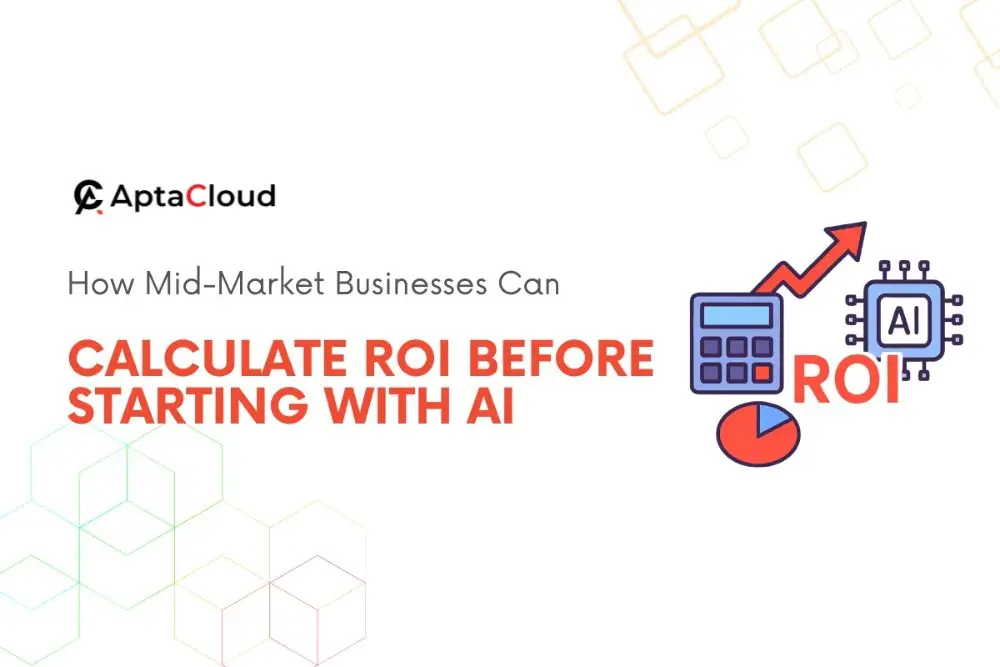 AptaCloud
How Mid-Market Businesses Can
CALCULATE ROI BEFORE
STARTING WITH AI
AI
ROI